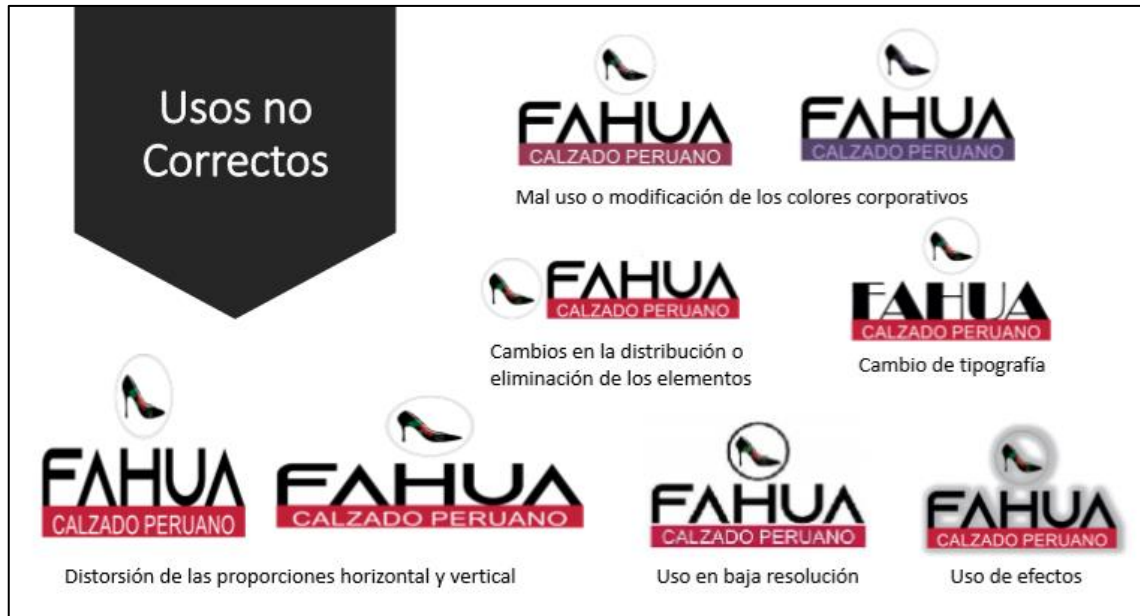 Usos no
Correctos
FAHUA
CALZADO PERUANO
FAHUA
CALZADO PERUANO
Mal uso o modificación de los colores corporativos
FAHUA
CALZADO PERUANO
Cambios en la distribución o
eliminación de los elementos
FAHUA
CALZADO PERUANO
Cambio de tipografía
FAHUA
CALZADO PERUANO
FAHUA
CALZADO PERUANO
Distorsión de las proporciones horizontal y vertical
FAHUA
CALZADO PERUANO
Uso en baja resolución
FAHUA
CALZADO PERUANO
Uso de efectos